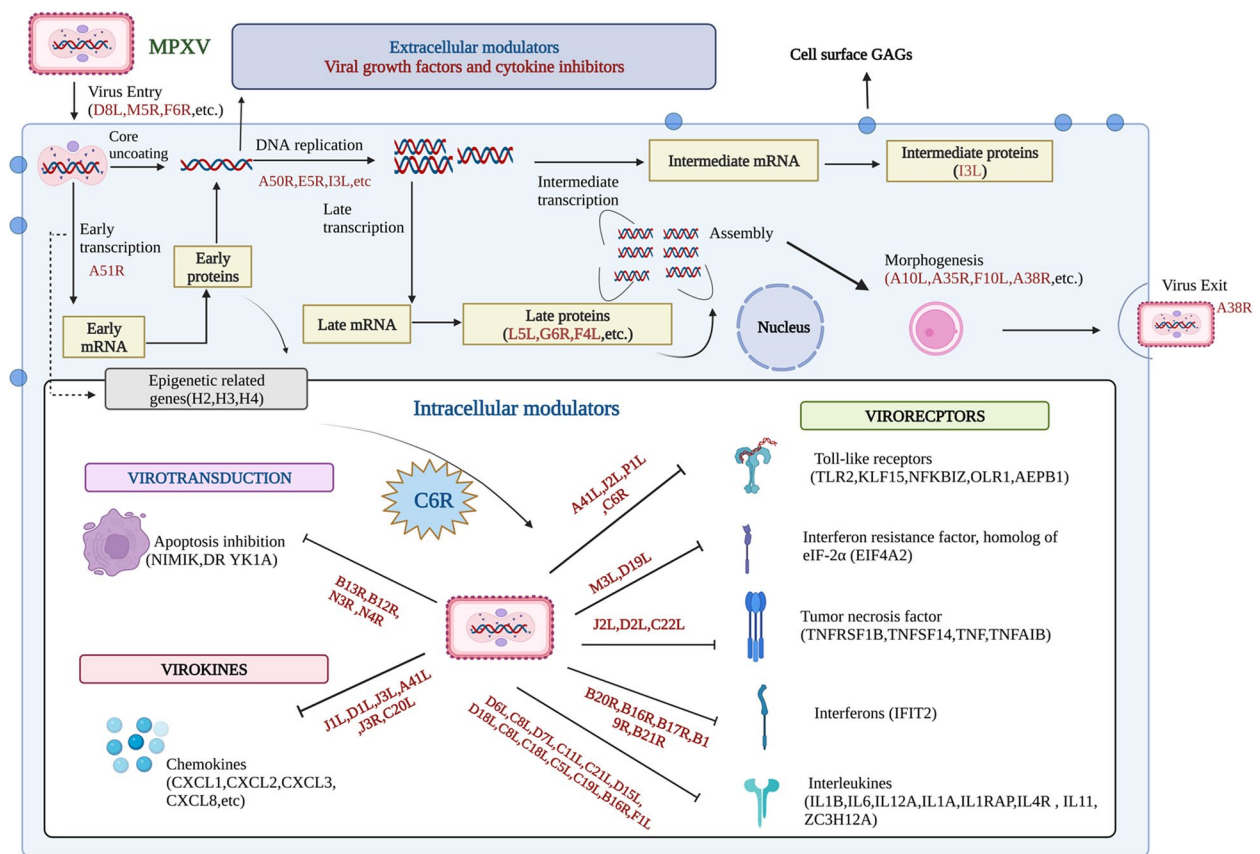 MPXV
Extracellular modulators
Viral growth factors and cytokine inhibitors
Cell surface GAGs
Virus Entry
(D8L,M5R,F6R,etc.)
Core
uncoating
DNA replication
A50R,E5R,I3L,etc
Intermediate mRNA
Intermediate proteins
(I3L)
Intermediate
transcription
Late
transcription
Early
transcription
A51R
Early
proteins
Assembly
Morphogenesis
(A10L,A35R,F10L,A38R,etc.)
Virus Exit
A38R
Early
mRNA
Late mRNA
Late proteins
(L5L,G6R,F4L,etc.)
Nucleus
Epigenetic related
genes(H2,H3,H4)
Intracellular modulators
VIRORECPTORS
VIROTRANSDUCTION
C6R
A41L,J2L,P1L
,C6R
Toll-like receptors
(TLR2,KLF15,NFKBIZ,OLR1,AEPB1)
Apoptosis inhibition
(NIMIK,DR YK1A)
B13R,B12R,
N3R ,N4R
M3L,D19L
Interferon resistance factor, homolog of
eIF-2α (EIF4A2)
J2L,D2L,C22L
Tumor necrosis factor
(TNFRSF1B,TNFSF14,TNF,TNFAIB)
VIROKINES
J1L,D1L,J3L,A41L
,J3R,C20L
B20R,B16R,B17R,B1
9R,B21R
Interferons (IFIT2)
D6L,C8L,D7L,C11L,C21L,D15L,
D18L,C8L,C18L,C5L,C19L,B16R,F1L
Chemokines
(CXCL1,CXCL2,CXCL3,
CXCL8,etc)
Interleukines
(IL1B,IL6,IL12A,IL1A,IL1RAP,IL4R , IL11,
ZC3H12A)